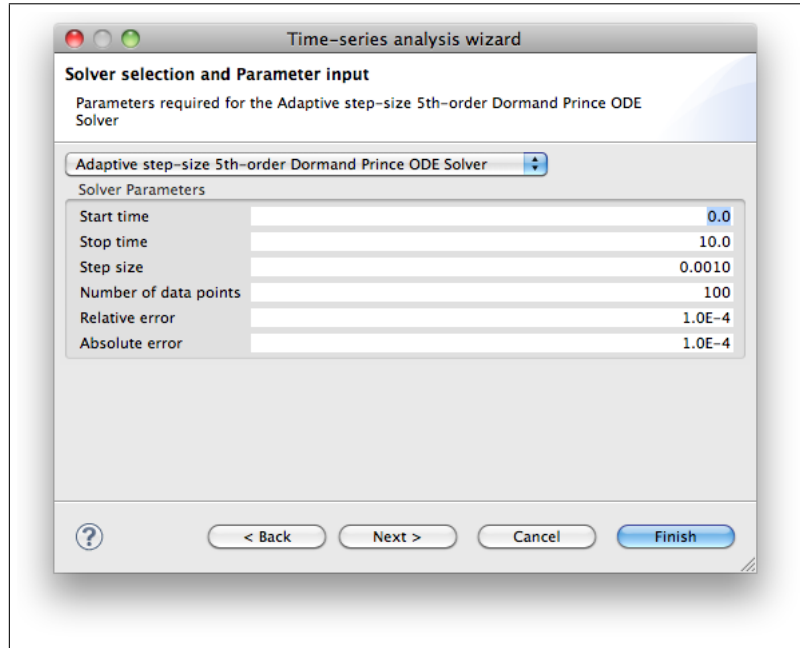 Time-series analysis wizard
Solver selection and Parameter input
Parameters required for the Adaptive step-size 5th-order Dormand Prince ODE
Solver
Adaptive step-size 5th-order Dormand Prince ODE Solver
Solver Parameters
Start time 0.0
Stop time 10.0
Step size 0.0010
Number of data points 100
Relative error 1.0E-4
Absolute error 1.0E-4
? < Back Next > Cancel Finish